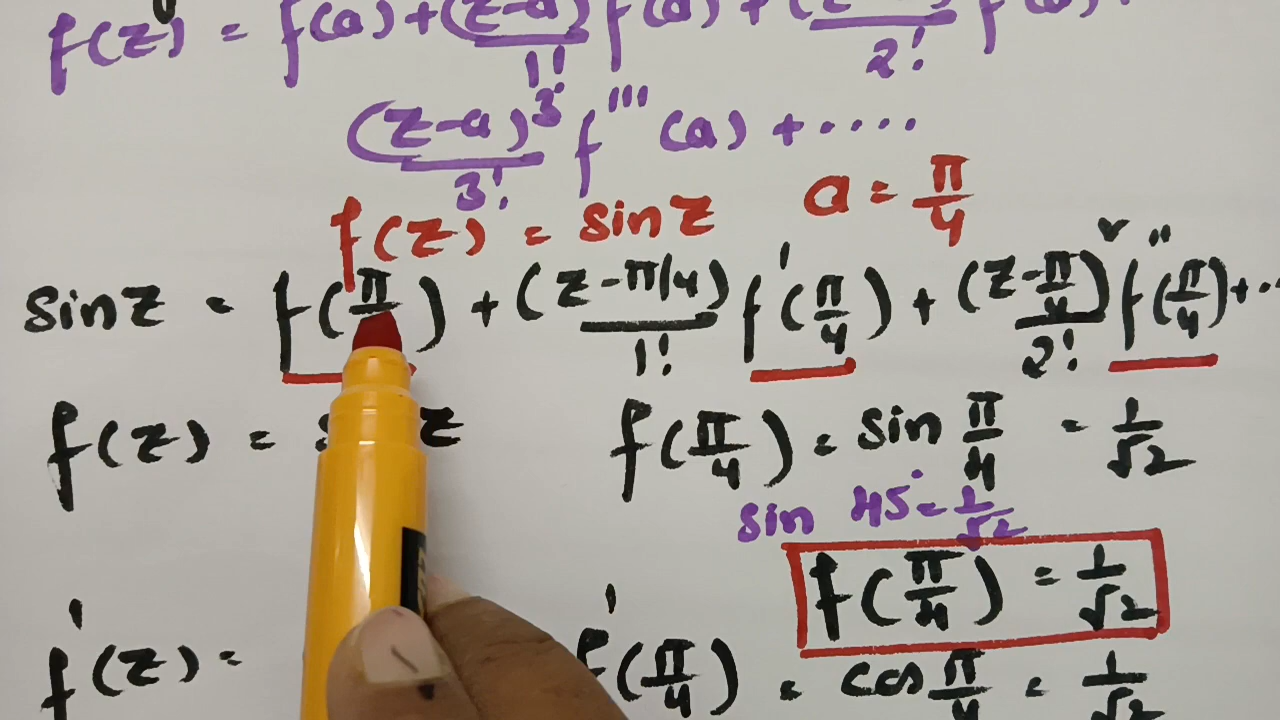 f(z) = f(a) + (z-a)/1! f'(a) + (z-a)²/2! f''(a) +
(z-a)³/3! f'''(a) + ....
f(z) = sin z a = π/4
sin z = f(π/4) + (z-π/4)/1! f'(π/4) + (z-π/4)²/2! f''(π/4) + ...
f(z) = z f(π/4) = sin π/4 = 1/√2
sin 45° = 1/√2
f(π/4) = 1/√2
f'(z) = f'(π/4) = cos π/4 = 1/√2